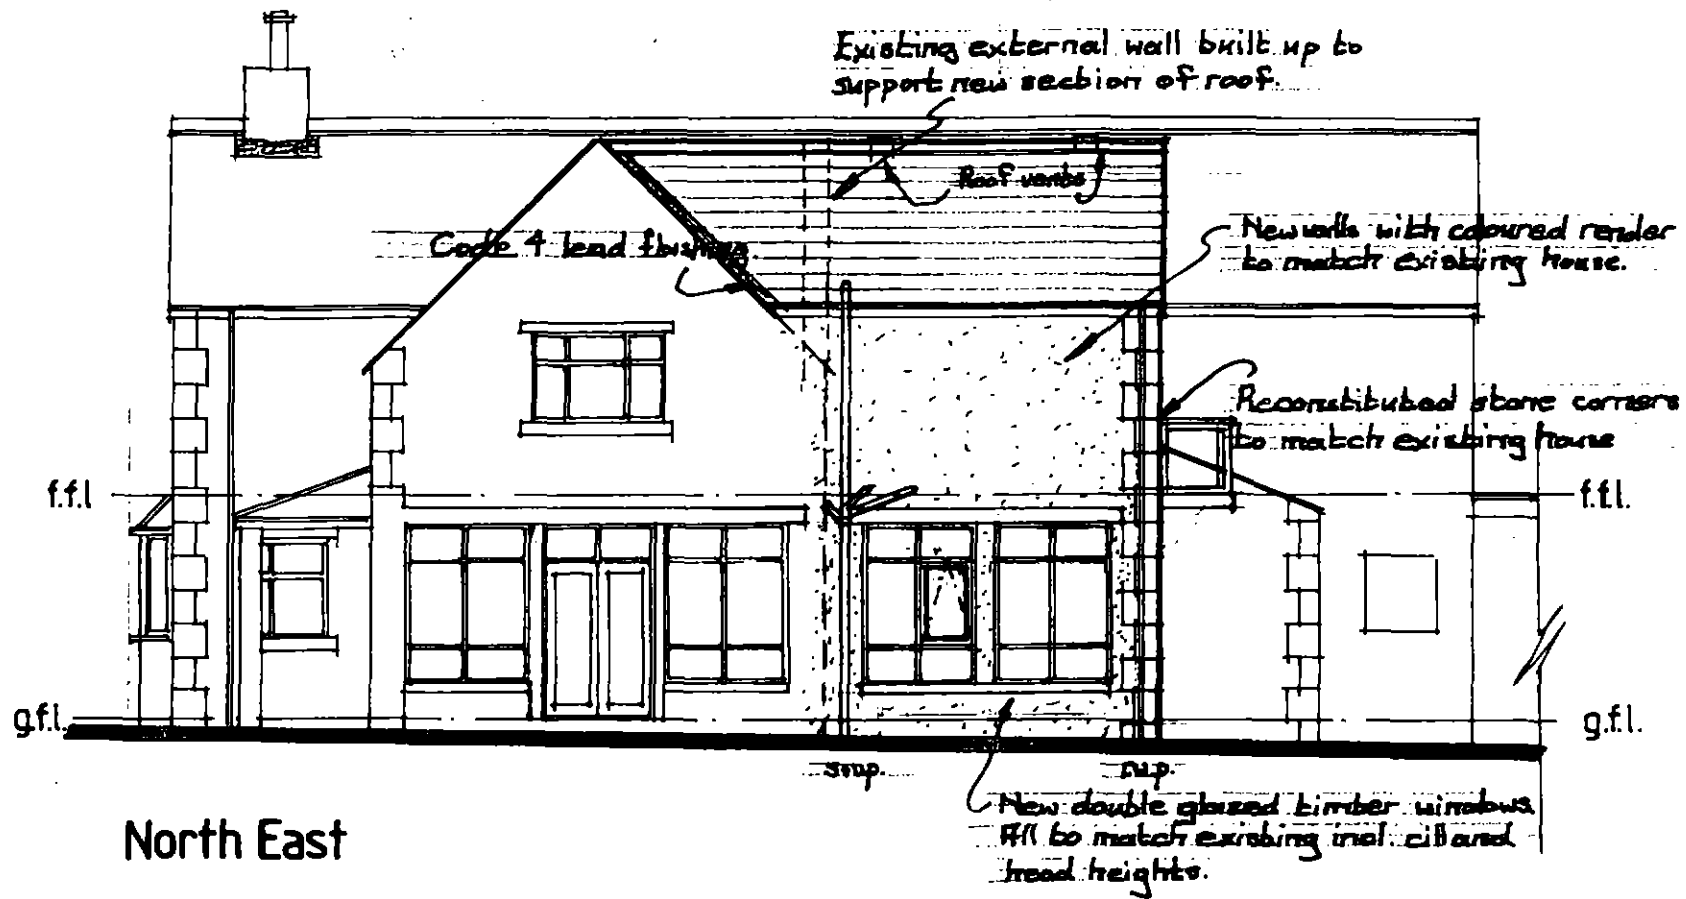 Existing external wall built up to
support new section of roof.
Roof vents
Code 4 lead flashing.
New walls with coloured render
to match existing house.
Reconstituted stone corners
to match existing house
f.f.l
f.f.l.
g.f.l.
g.f.l.
r.w.p.
New double glazed timber windows
All to match existing incl. cill and
head heights.
North East